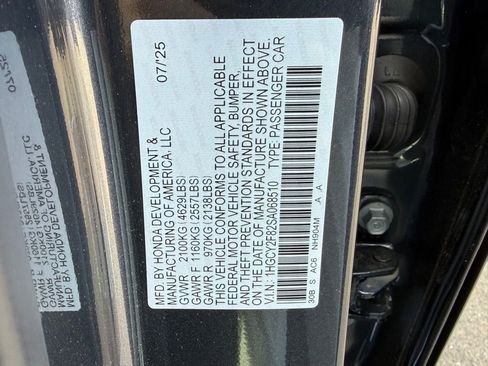 MFD. BY HONDA DEVELOPMENT & 07/'25
MANUFACTURING OF AMERICA, LLC
GVWR 2100KG(4629LBS)
GAWR F 1160KG(2557LBS)
GAWR R 970KG(2138LBS)
THIS VEHICLE CONFORMS TO ALL APPLICABLE
FEDERAL MOTOR VEHICLE SAFETY, BUMPER,
AND THEFT PREVENTION STANDARDS IN EFFECT
ON THE DATE OF MANUFACTURE SHOWN ABOVE.
V.I.N.: 1HGCY2F82SA068510 TYPE: PASSENGER CAR
30B S AC6 NH904M .A .A